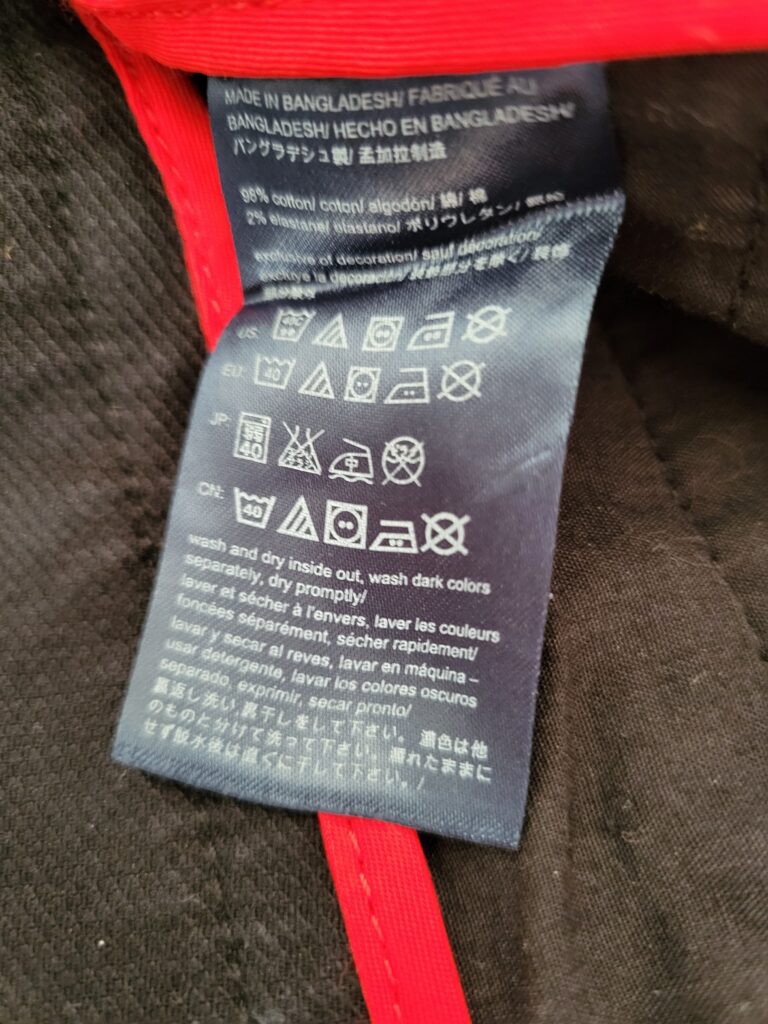 MADE IN BANGLADESH/ FABRIQUÉ AU
BANGLADESH/ HECHO EN BANGLADESH/
バングラデシュ製/ 孟加拉制造
98% cotton/ coton/ algodón/ 綿/ 棉
2% elastane/ elastano/ ポリウレタン/
exclusive of decoration/ sauf décoration/
excluye la decoración/ 装飾部分を除く/ 装饰
US:
EU: 40
JP: 40
CN: 40
wash and dry inside out, wash dark colors
separately, dry promptly/
laver et sécher à l'envers, laver les couleurs
foncées séparément, sécher rapidement/
lavar y secar al reves, lavar en máquina –
usar detergente, lavar los colores oscuros
separado, exprimir, secar pronto/
裏返し洗い 裏干しをして下さい。 濃色は他
のものと分けて洗って下さい。濡れたままに
せず脱水後は直ぐに干して下さい。/